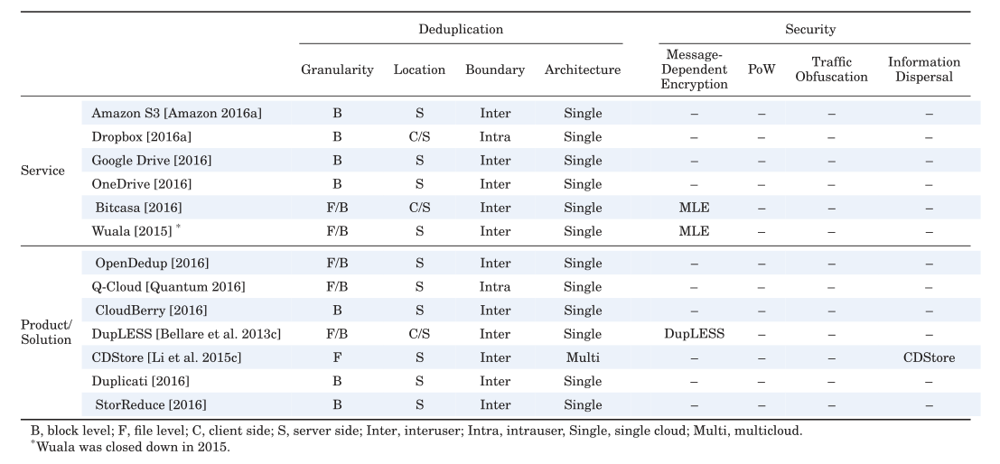 Deduplication Security
Granularity Location Boundary Architecture Message-Dependent Encryption PoW Traffic Obfuscation Information Dispersal
Service
Amazon S3 [Amazon 2016a] B S Inter Single – – – –
Dropbox [2016a] B C/S Intra Single – – – –
Google Drive [2016] B S Inter Single – – – –
OneDrive [2016] B S Inter Single – – – –
Bitcasa [2016] F/B C/S Inter Single MLE – – –
Wuala [2015] * F/B S Inter Single MLE – – –
Product/
Solution
OpenDedup [2016] F/B S Inter Single – – – –
Q-Cloud [Quantum 2016] F/B S Intra Single – – – –
CloudBerry [2016] B S Inter Single – – – –
DupLESS [Bellare et al. 2013c] F/B C/S Inter Single DupLESS – – –
CDStore [Li et al. 2015c] F S Inter Multi – – – CDStore
Duplicati [2016] B S Inter Single – – – –
StorReduce [2016] B S Inter Single – – – –
B, block level; F, file level; C, client side; S, server side; Inter, interuser; Intra, intrauser, Single, single cloud; Multi, multicloud.
*Wuala was closed down in 2015.